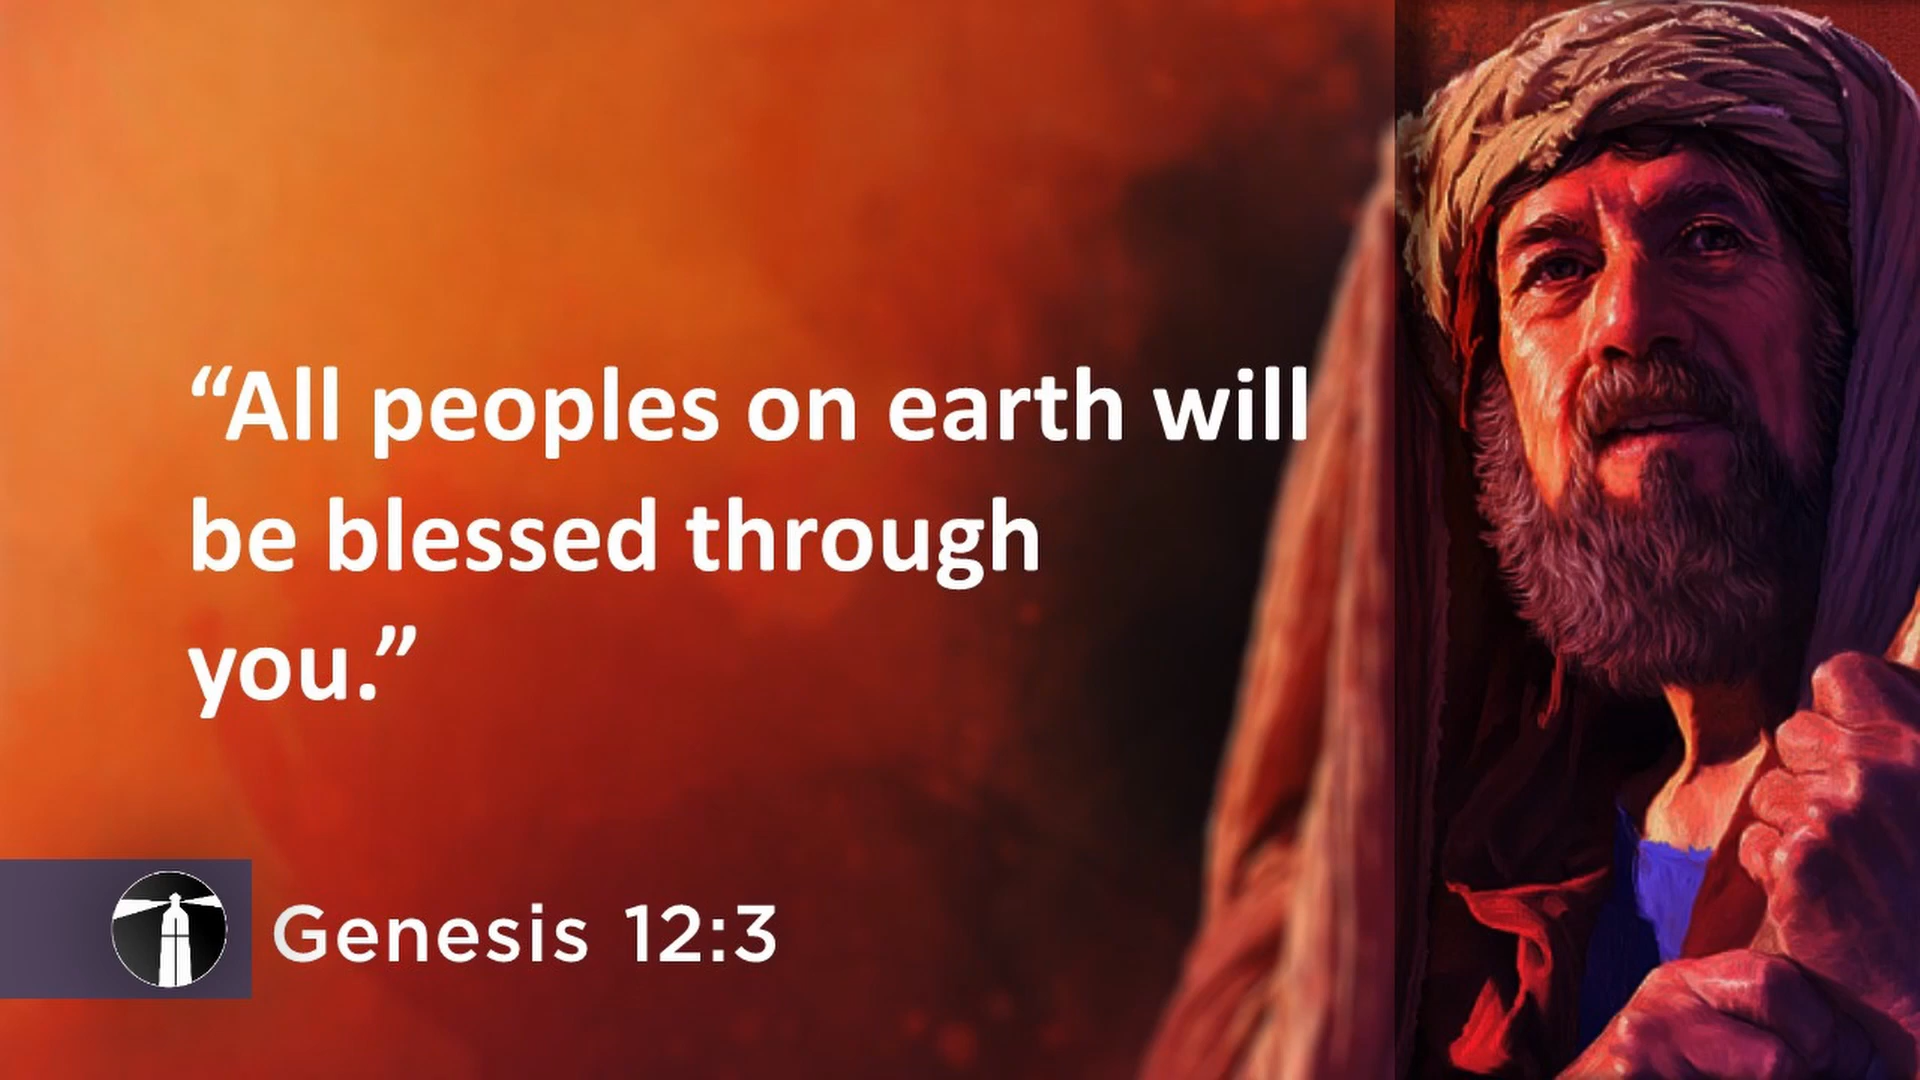 “All peoples on earth will
be blessed through
you.”
Genesis 12:3